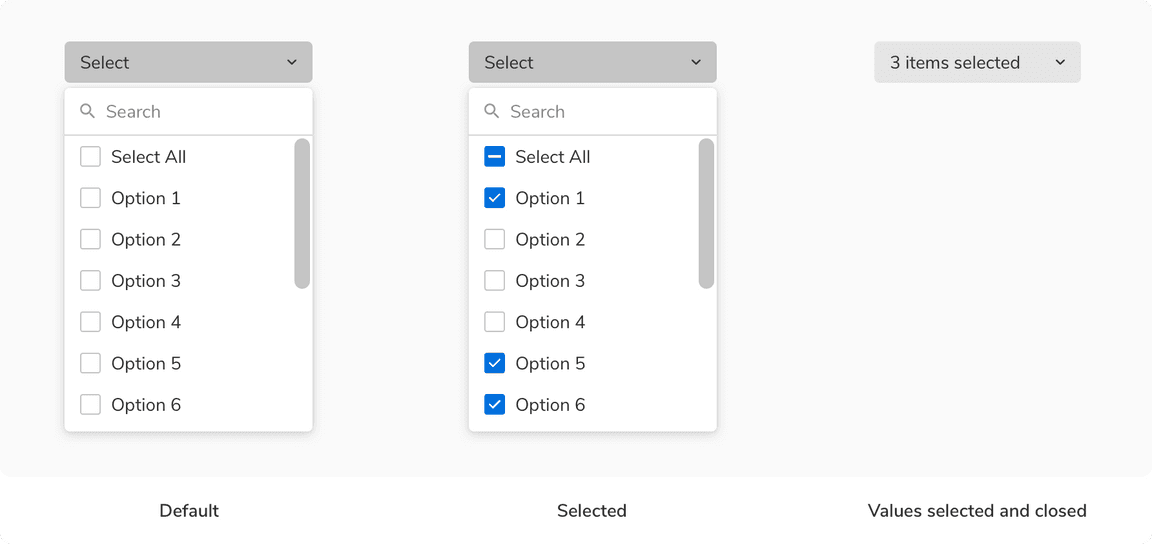 Select
Search
Select All
Option 1
Option 2
Option 3
Option 4
Option 5
Option 6
Default
Select
Search
Select All
Option 1
Option 2
Option 3
Option 4
Option 5
Option 6
Selected
3 items selected
Values selected and closed